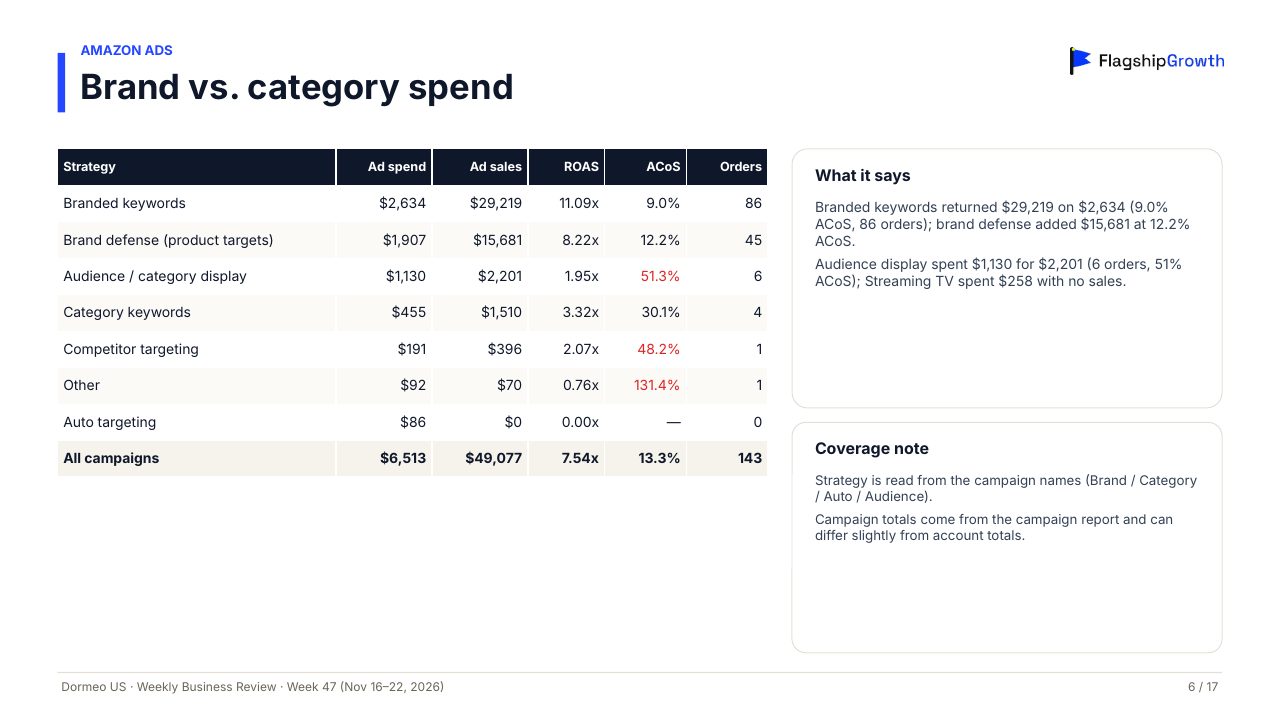 AMAZON ADS
Brand vs. category spend
FlagshipGrowth
Strategy Ad spend Ad sales ROAS ACoS Orders
Branded keywords $2,634 $29,219 11.09x 9.0% 86
Brand defense (product targets) $1,907 $15,681 8.22x 12.2% 45
Audience / category display $1,130 $2,201 1.95x 51.3% 6
Category keywords $455 $1,510 3.32x 30.1% 4
Competitor targeting $191 $396 2.07x 48.2% 1
Other $92 $70 0.76x 131.4% 1
Auto targeting $86 $0 0.00x — 0
All campaigns $6,513 $49,077 7.54x 13.3% 143
What it says
Branded keywords returned $29,219 on $2,634 (9.0%
ACoS, 86 orders); brand defense added $15,681 at 12.2%
ACoS.
Audience display spent $1,130 for $2,201 (6 orders, 51%
ACoS); Streaming TV spent $258 with no sales.
Coverage note
Strategy is read from the campaign names (Brand / Category
/ Auto / Audience).
Campaign totals come from the campaign report and can
differ slightly from account totals.
Dormeo US · Weekly Business Review · Week 47 (Nov 16–22, 2026)
6 / 17